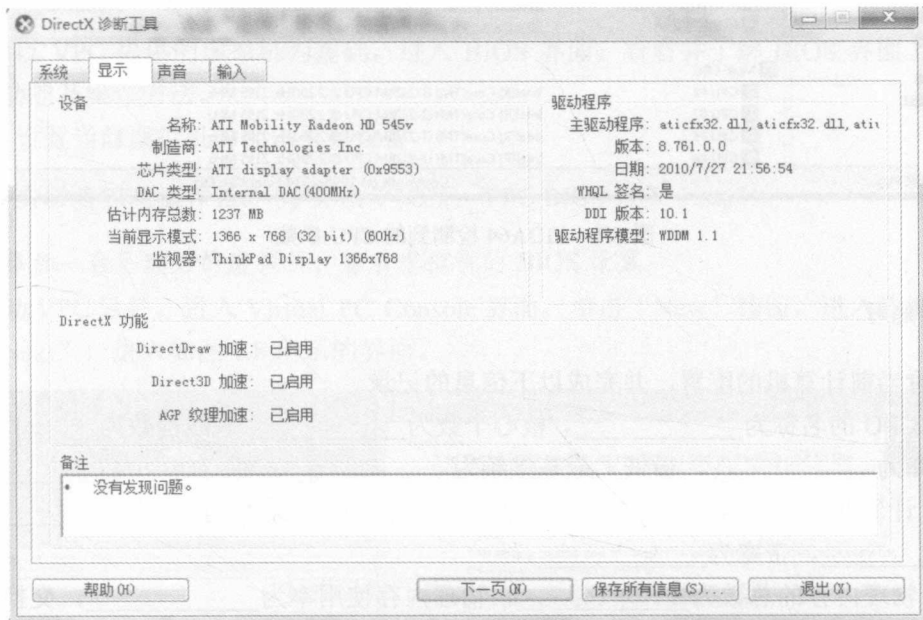 DirectX 诊断工具
系统 显示 声音 输入
设备
名称: ATI Mobility Radeon HD 545v
制造商: ATI Technologies Inc.
芯片类型: ATI display adapter (0x9553)
DAC 类型: Internal DAC(400MHz)
估计内存总数: 1237 MB
当前显示模式: 1366 x 768 (32 bit) (60Hz)
监视器: ThinkPad Display 1366x768
驱动程序
主驱动程序: aticfx32.dll,aticfx32.dll,
版本: 8.761.0.0
日期: 2010/7/27 21:56:54
WHQL 签名: 是
DDI 版本: 10.1
驱动程序模型: WDDM 1.1
DirectX 功能
DirectDraw 加速: 已启用
Direct3D 加速: 已启用
AGP 纹理加速: 已启用
备注
• 没有发现问题。
帮助(H) 下一页(N) 保存所有信息(S)... 退出(X)